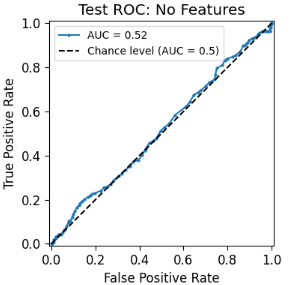 Test ROC: No Features
AUC = 0.52
Chance level (AUC = 0.5)
True Positive Rate
1.0
0.8
0.6
0.4
0.2
0.0
0.0 0.2 0.4 0.6 0.8 1.0
False Positive Rate